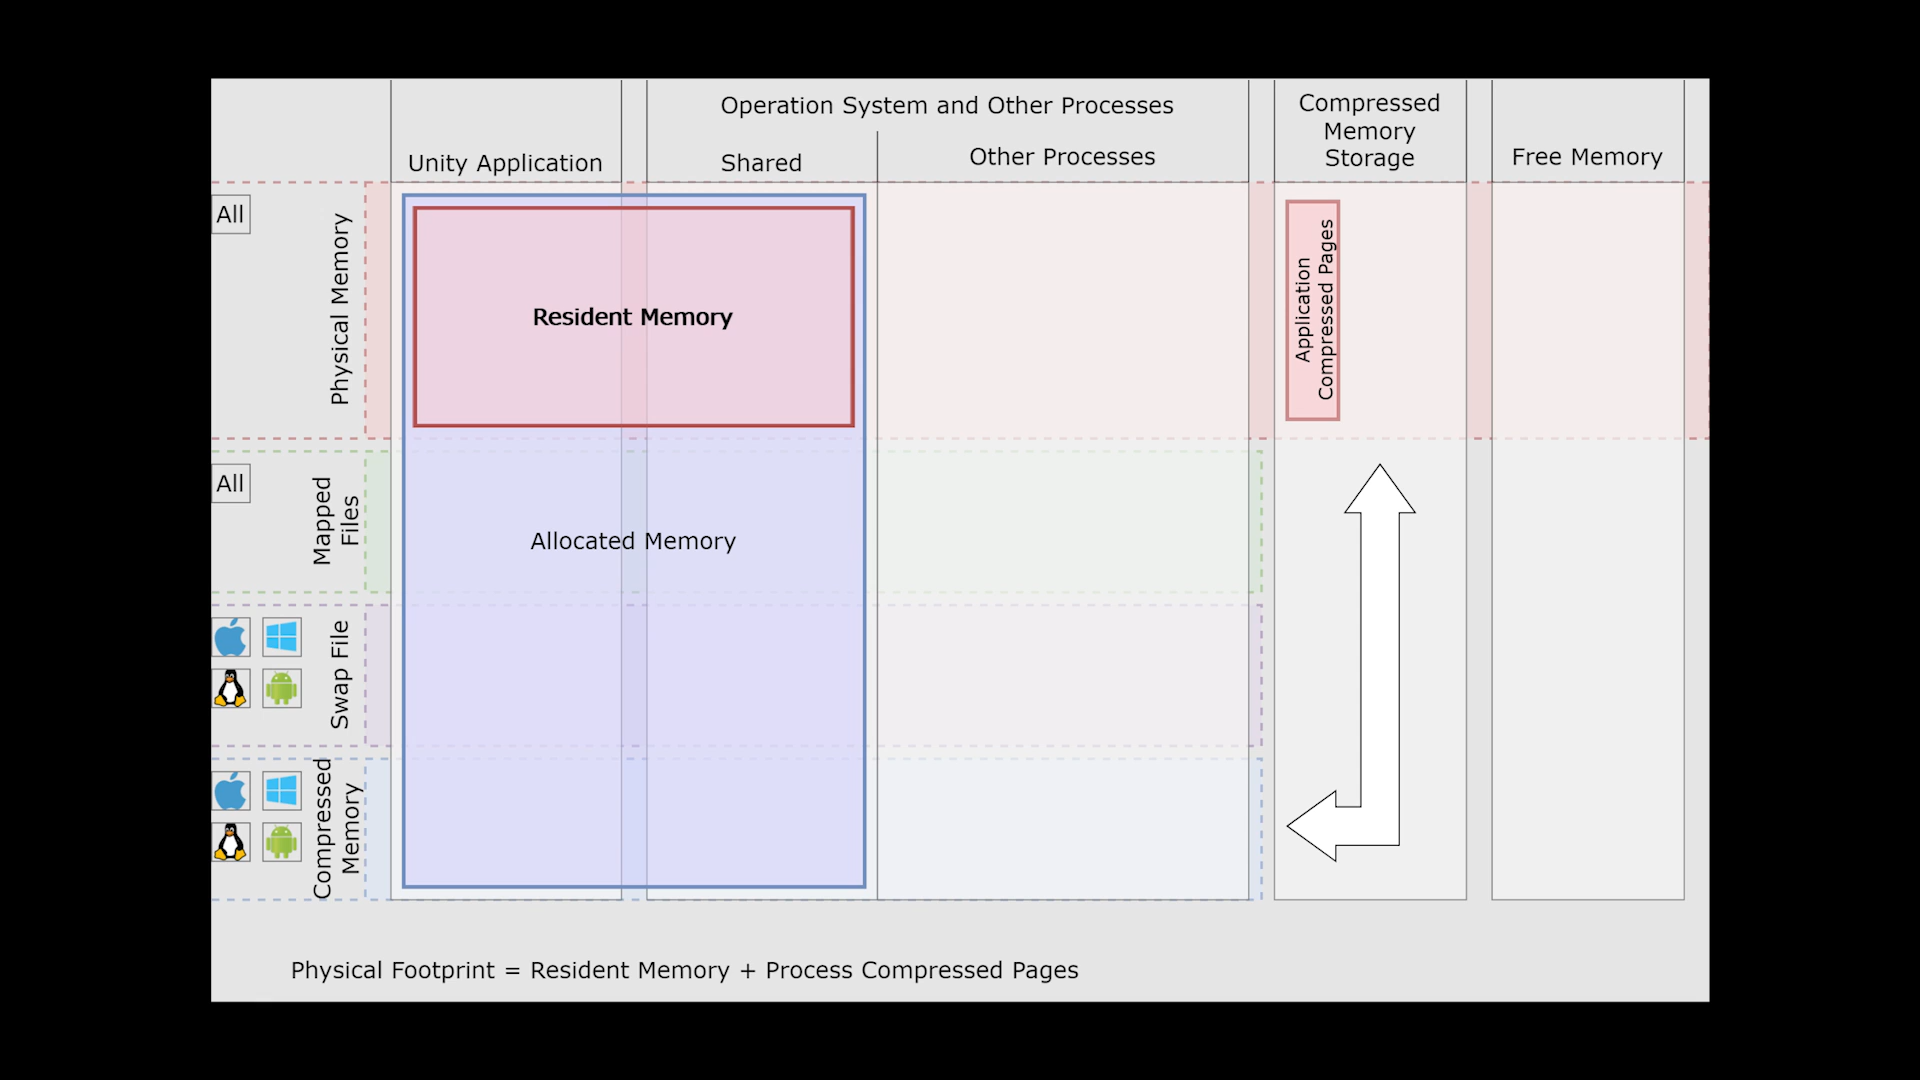 Operation System and Other Processes
Compressed
Memory
Storage
Unity Application
Shared
Other Processes
Free Memory
All
Physical Memory
Resident Memory
Application
Compressed Pages
All
Mapped
Files
Allocated Memory
Swap File
Compressed
Memory
Physical Footprint = Resident Memory + Process Compressed Pages